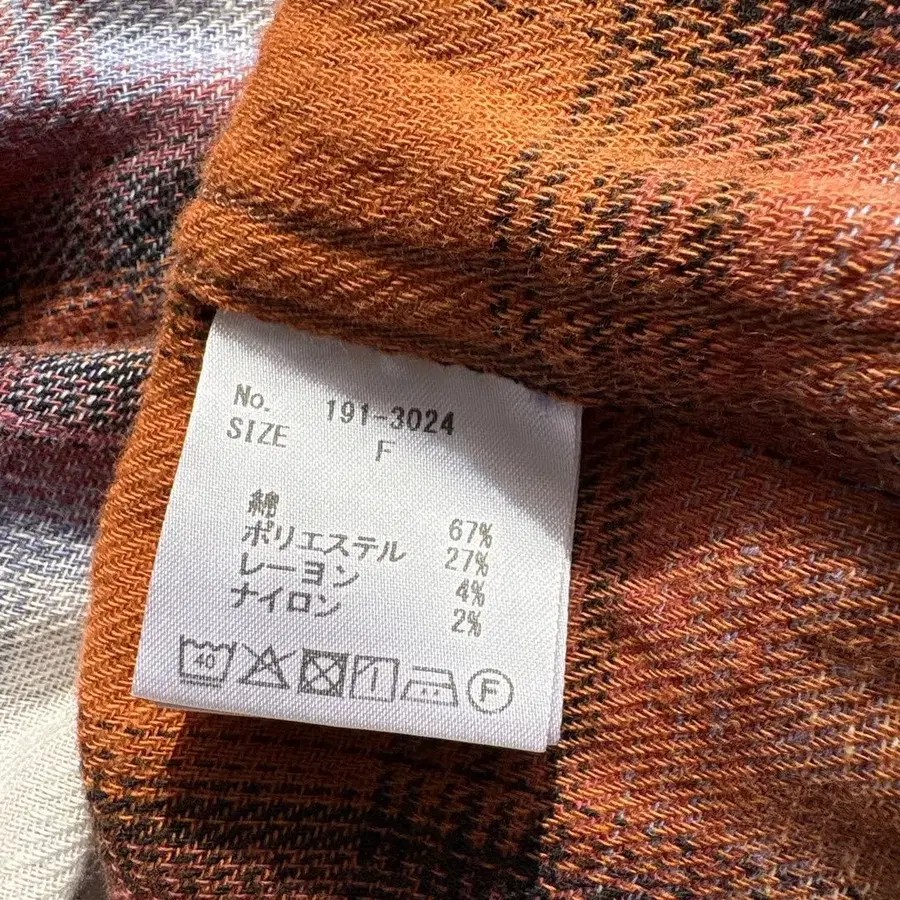 No. 191-3024
SIZE F
綿 67%
ポリエステル 27%
レーヨン 4%
ナイロン 2%
40 F